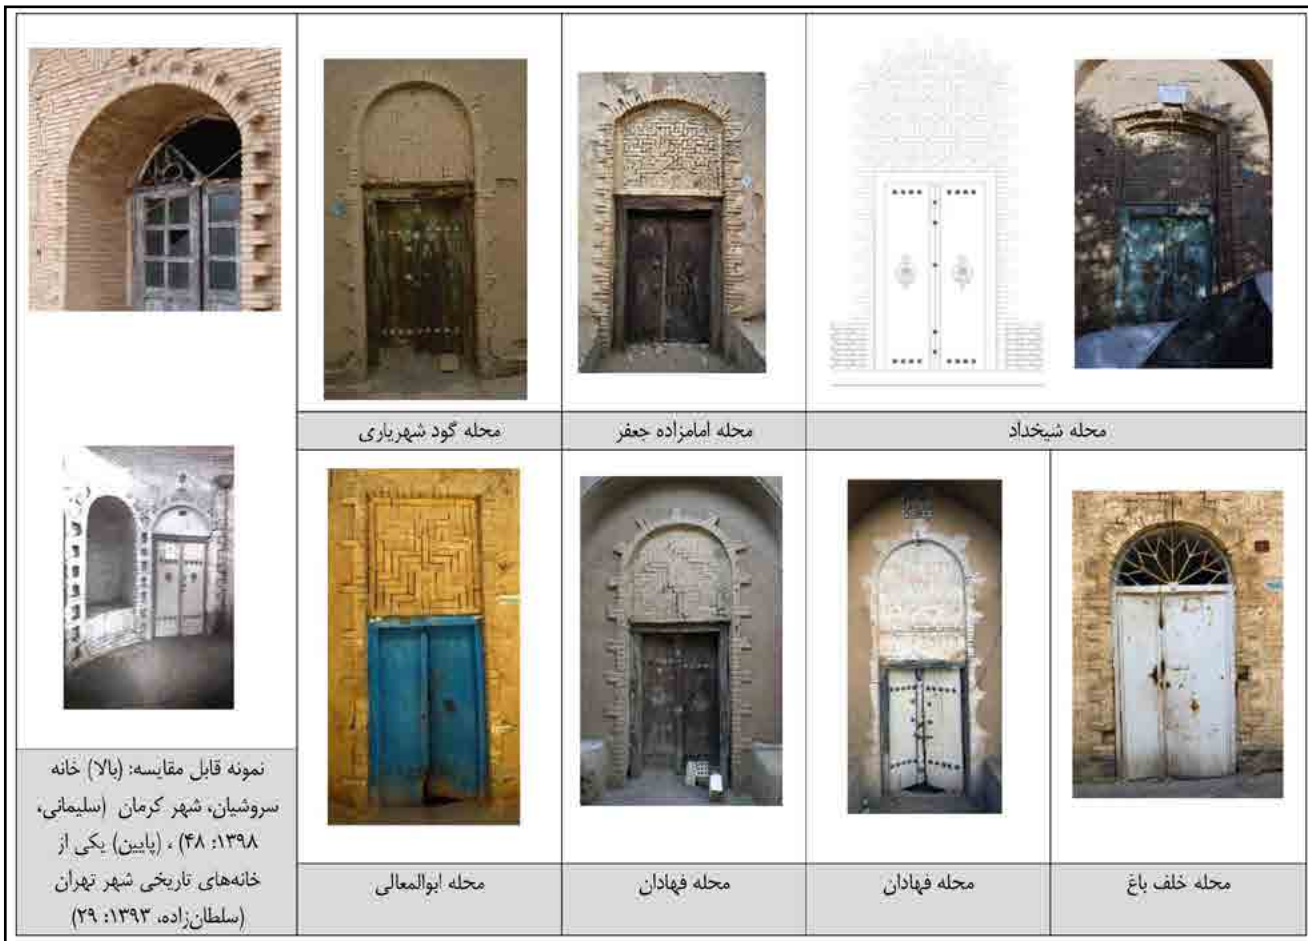 محله شیخداد
محله امامزاده جعفر
محله گود شهریاری
محله خلف باغ
محله فهادان
محله فهادان
محله ابوالمعالی
نمونه قابل مقایسه: (بالا) خانه
سروشیان، شهر کرمان (سلیمانی،
۱۳۹۸: ۴۸) ، (پایین) یکی از
خانه‌های تاریخی شهر تهران
(سلطان‌زاده، ۱۳۹۳: ۲۹)